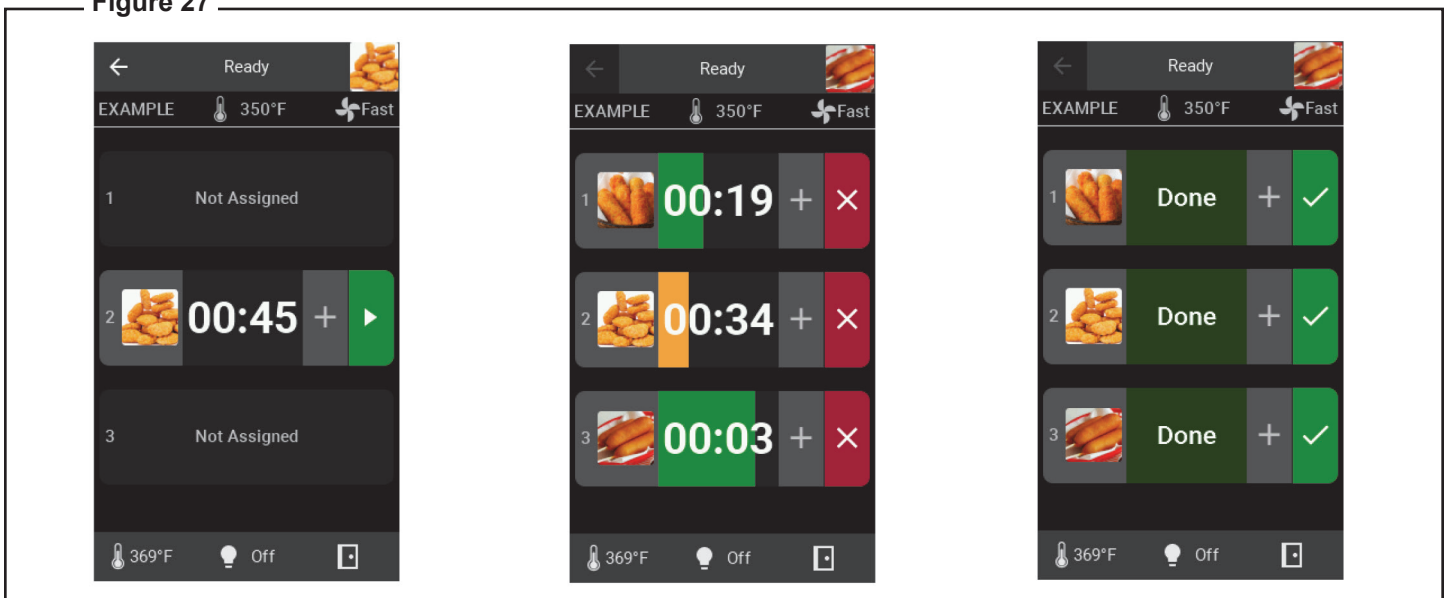 Figure 27
Ready
EXAMPLE 350°F Fast
1 Not Assigned
2 00:45 +
3 Not Assigned
369°F Off
Ready
EXAMPLE 350°F Fast
1 00:19 +
2 00:34 +
3 00:03 +
369°F Off
Ready
EXAMPLE 350°F Fast
1 Done +
2 Done +
3 Done +
369°F Off